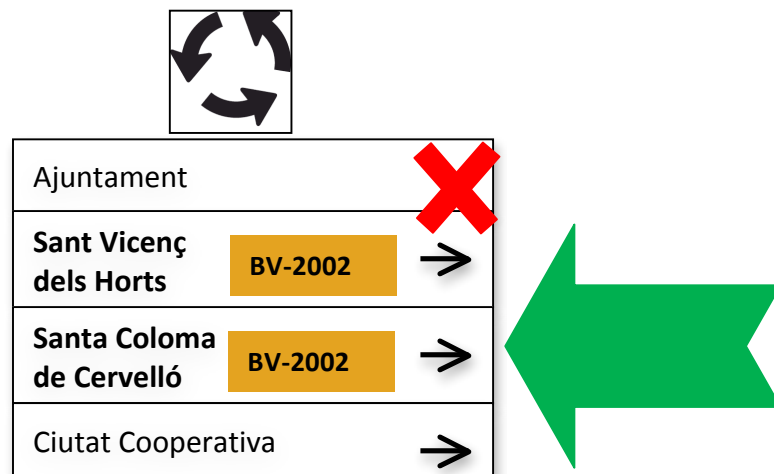 Ajuntament
Sant Vicenç
dels Horts
BV-2002
Santa Coloma
de Cervelló
BV-2002
Ciutat Cooperativa